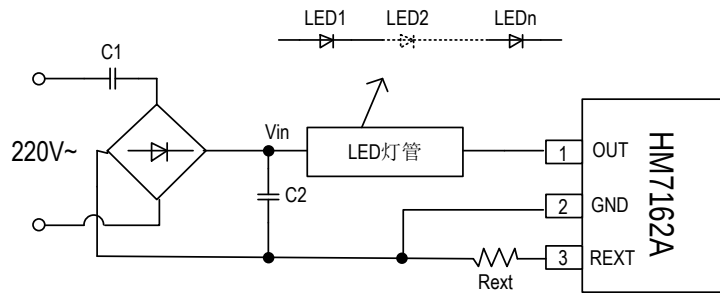 LED1 LED2 LEDn
C1
220V~
Vin
LED灯管
C2
1 OUT
2 GND
3 REXT
Rext
HM7162A